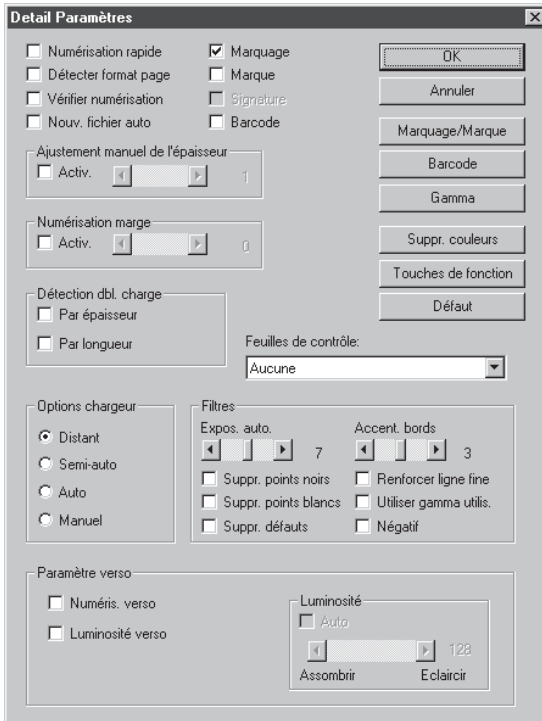 Detail Paramètres
Numérisation rapide
Détecter format page
Vérifier numérisation
Nouv. fichier auto
Marquage
Marque
Signature
Barcode
OK
Annuler
Marquage/Marque
Barcode
Gamma
Suppr. couleurs
Touches de fonction
Défaut
Ajustement manuel de l'épaisseur
Activ.
1
Numérisation marge
Activ.
0
Détection dbl. charge
Par épaisseur
Par longueur
Feuilles de contrôle:
Aucune
Options chargeur
Distant
Semi-auto
Auto
Manuel
Filtres
Expos. auto.
7
Suppr. points noirs
Suppr. points blancs
Suppr. défauts
Accent. bords
3
Renforcer ligne fine
Utiliser gamma utilis.
Négatif
Paramètre verso
Numéris. verso
Luminosité verso
Luminosité
Auto
128
Assombrir
Eclaircir